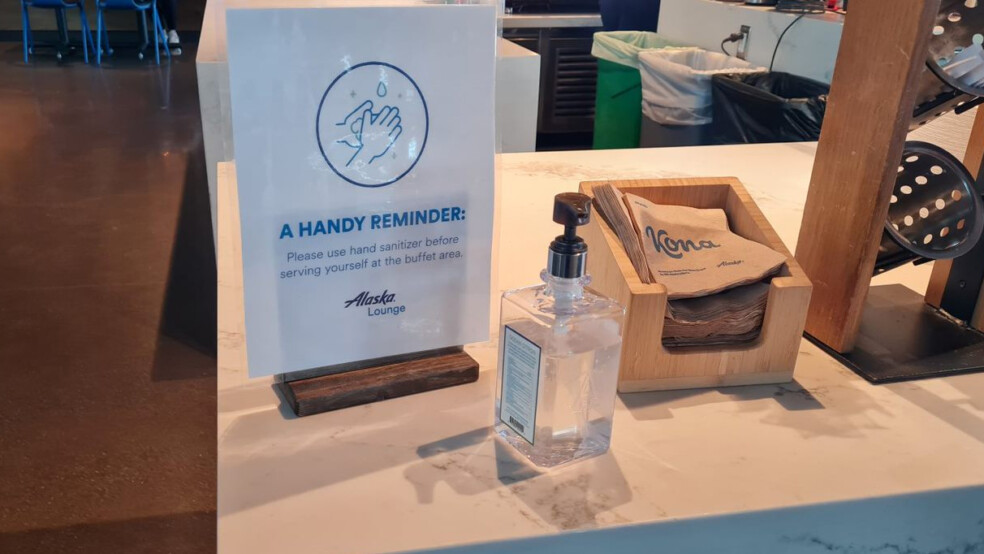 A HANDY REMINDER:
Please use hand sanitizer before
serving yourself at the buffet area.
Alaska
Lounge
Kona
Alaska